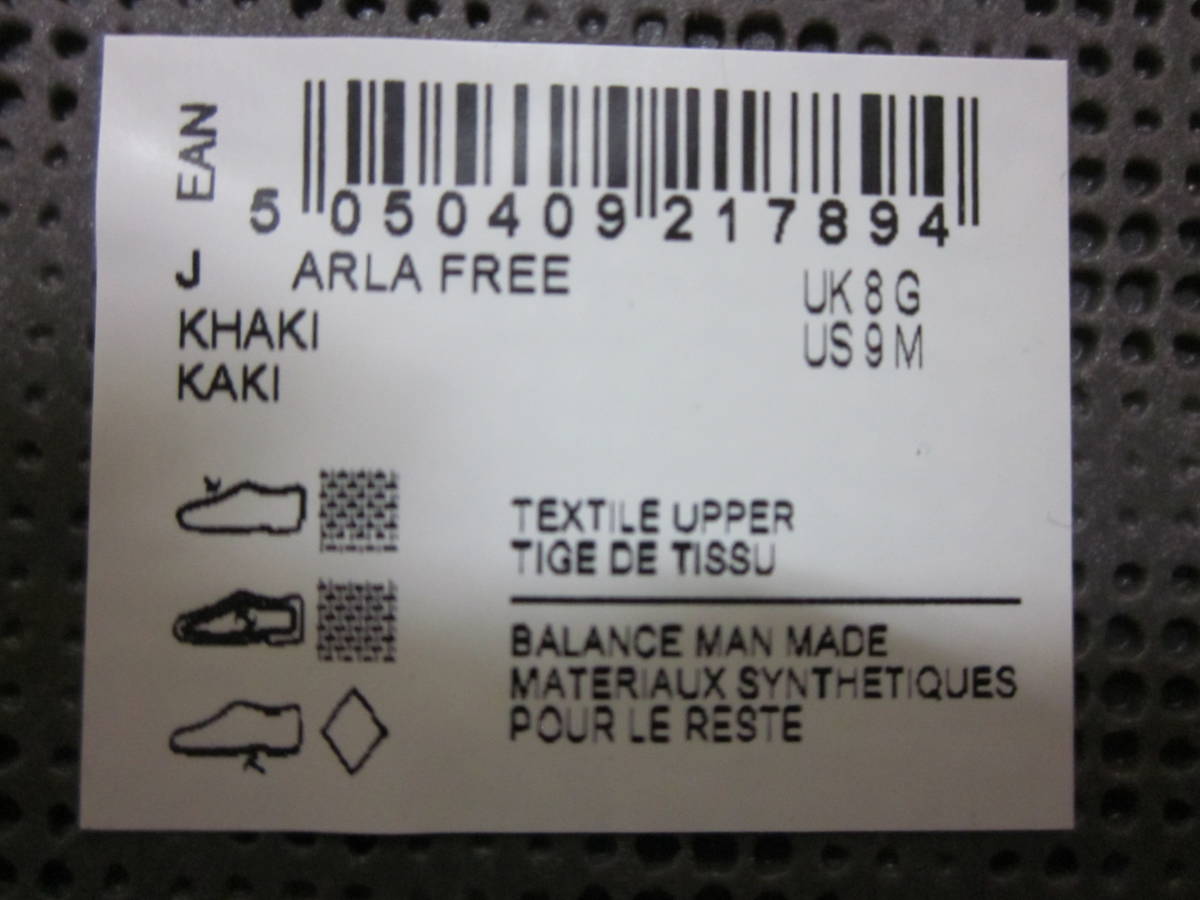 EAN
5 050409 217894
J ARLA FREE
KHAKI
KAKI
UK 8 G
US 9 M
TEXTILE UPPER
TIGE DE TISSU
BALANCE MAN MADE
MATERIAUX SYNTHETIQUES
POUR LE RESTE